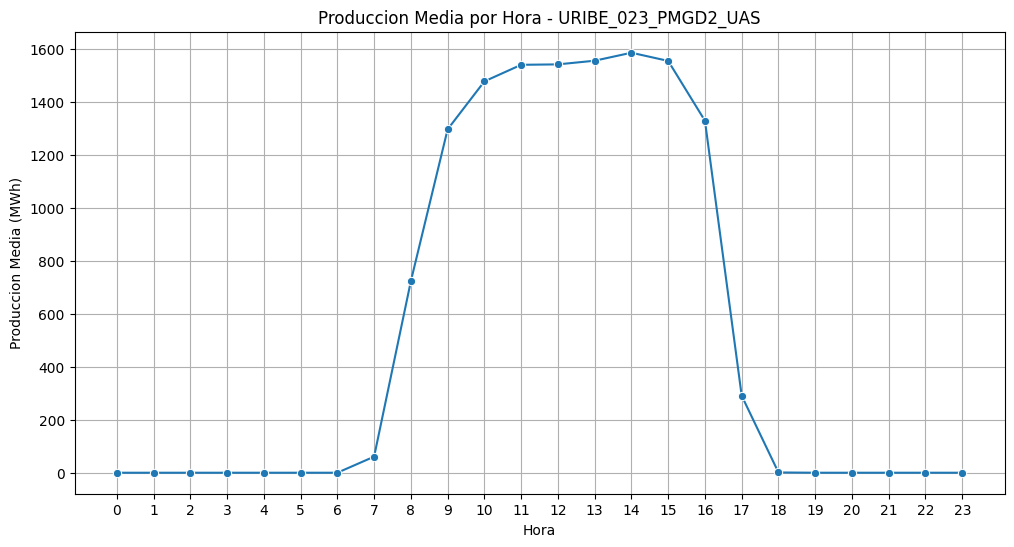 Produccion Media por Hora - URIBE_023_PMGD2_UAS
Produccion Media (MWh)
1600
1400
1200
1000
800
600
400
200
0
0 1 2 3 4 5 6 7 8 9 10 11 12 13 14 15 16 17 18 19 20 21 22 23
Hora